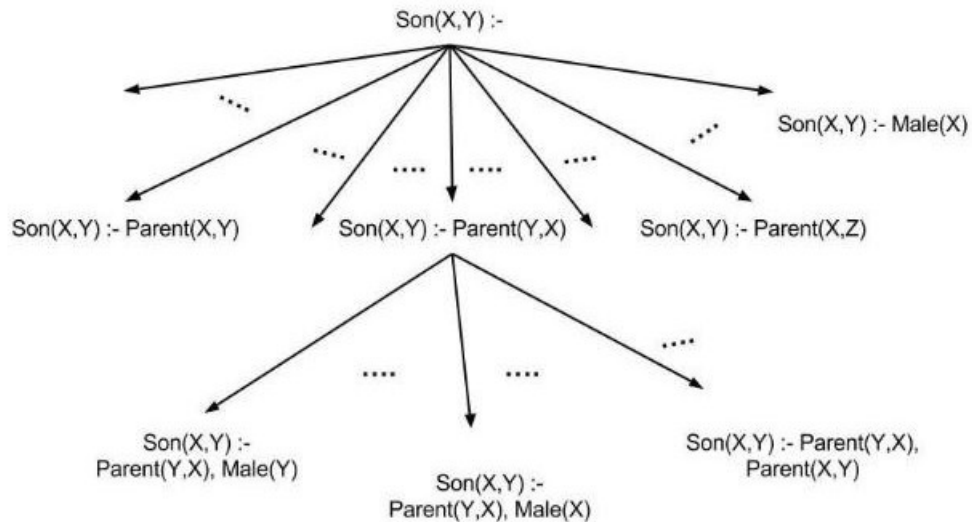 Son(X,Y) :-
Son(X,Y) :- Male(X)
Son(X,Y) :- Parent(X,Y)
Son(X,Y) :- Parent(Y,X)
Son(X,Y) :- Parent(X,Z)
Son(X,Y) :-
Parent(Y,X), Male(Y)
Son(X,Y) :-
Parent(Y,X), Male(X)
Son(X,Y) :- Parent(Y,X),
Parent(X,Y)